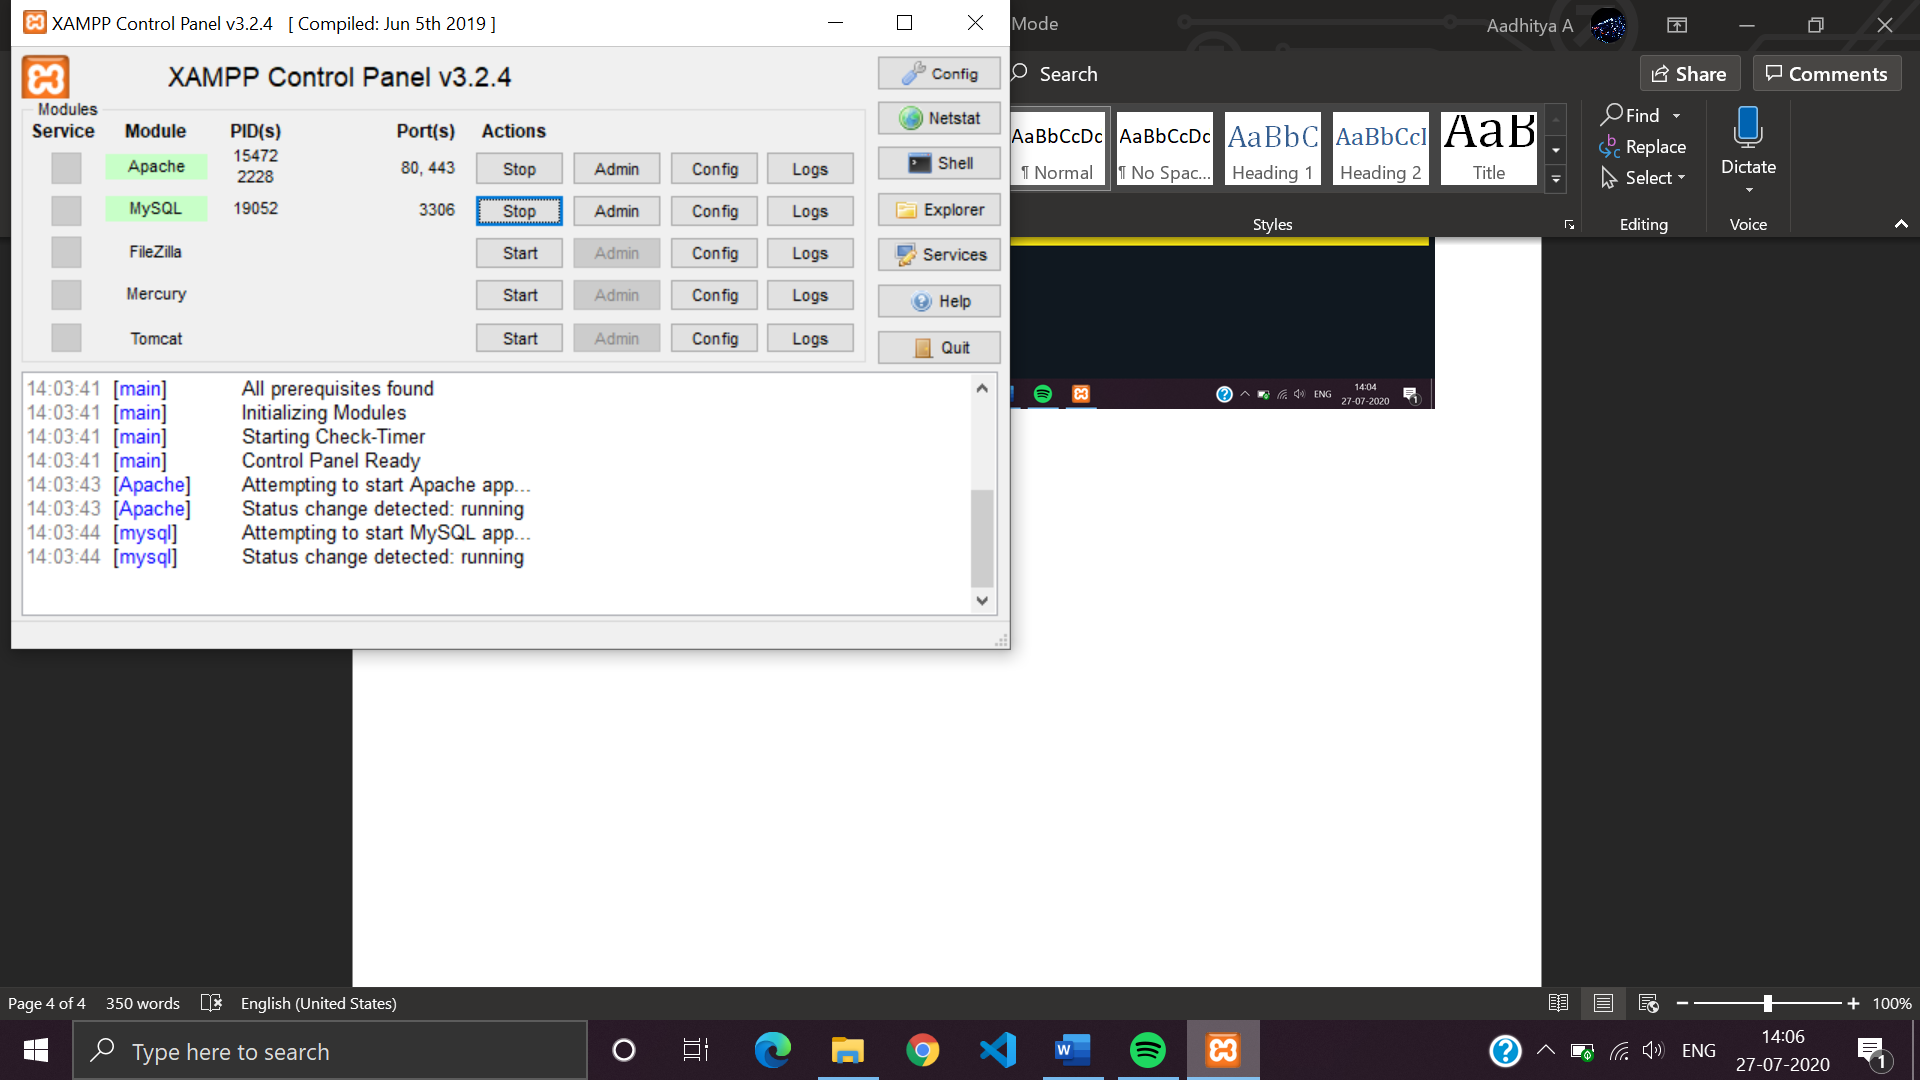 XAMPP Control Panel v3.2.4 [ Compiled: Jun 5th 2019 ]
XAMPP Control Panel v3.2.4
Modules
Service Module PID(s) Port(s) Actions
Apache 15472 2228 80, 443 Stop Admin Config Logs
MySQL 19052 3306 Stop Admin Config Logs
FileZilla Start Admin Config Logs
Mercury Start Admin Config Logs
Tomcat Start Admin Config Logs
Config
Netstat
Shell
Explorer
Services
Help
Quit
14:03:41 [main] All prerequisites found
14:03:41 [main] Initializing Modules
14:03:41 [main] Starting Check-Timer
14:03:41 [main] Control Panel Ready
14:03:43 [Apache] Attempting to start Apache app...
14:03:43 [Apache] Status change detected: running
14:03:44 [mysql] Attempting to start MySQL app...
14:03:44 [mysql] Status change detected: running
Mode
Aadhitya A
Search
Share
Comments
AaBbCcDc AaBbCcDc AaBbC AaBbCcI AaB
¶ Normal ¶ No Spac... Heading 1 Heading 2 Title
Styles
Find
Replace
Select
Editing
Dictate
Voice
ENG
14:04
27-07-2020
1
Page 4 of 4 350 words English (United States) 100%
Type here to search
ENG
14:06
27-07-2020
1